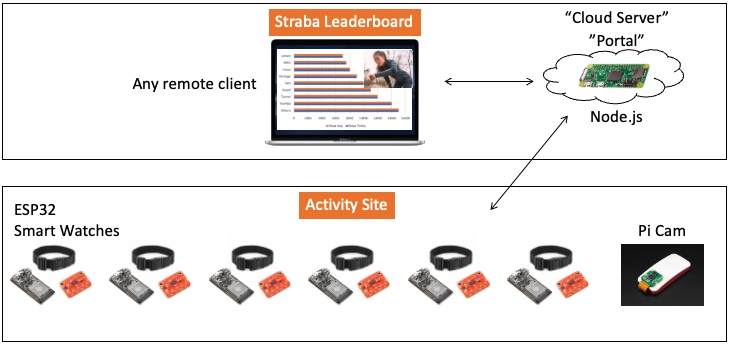 Straba Leaderboard
“Cloud Server”
”Portal”
Any remote client
Node.js
Activity Site
ESP32
Smart Watches
Pi Cam